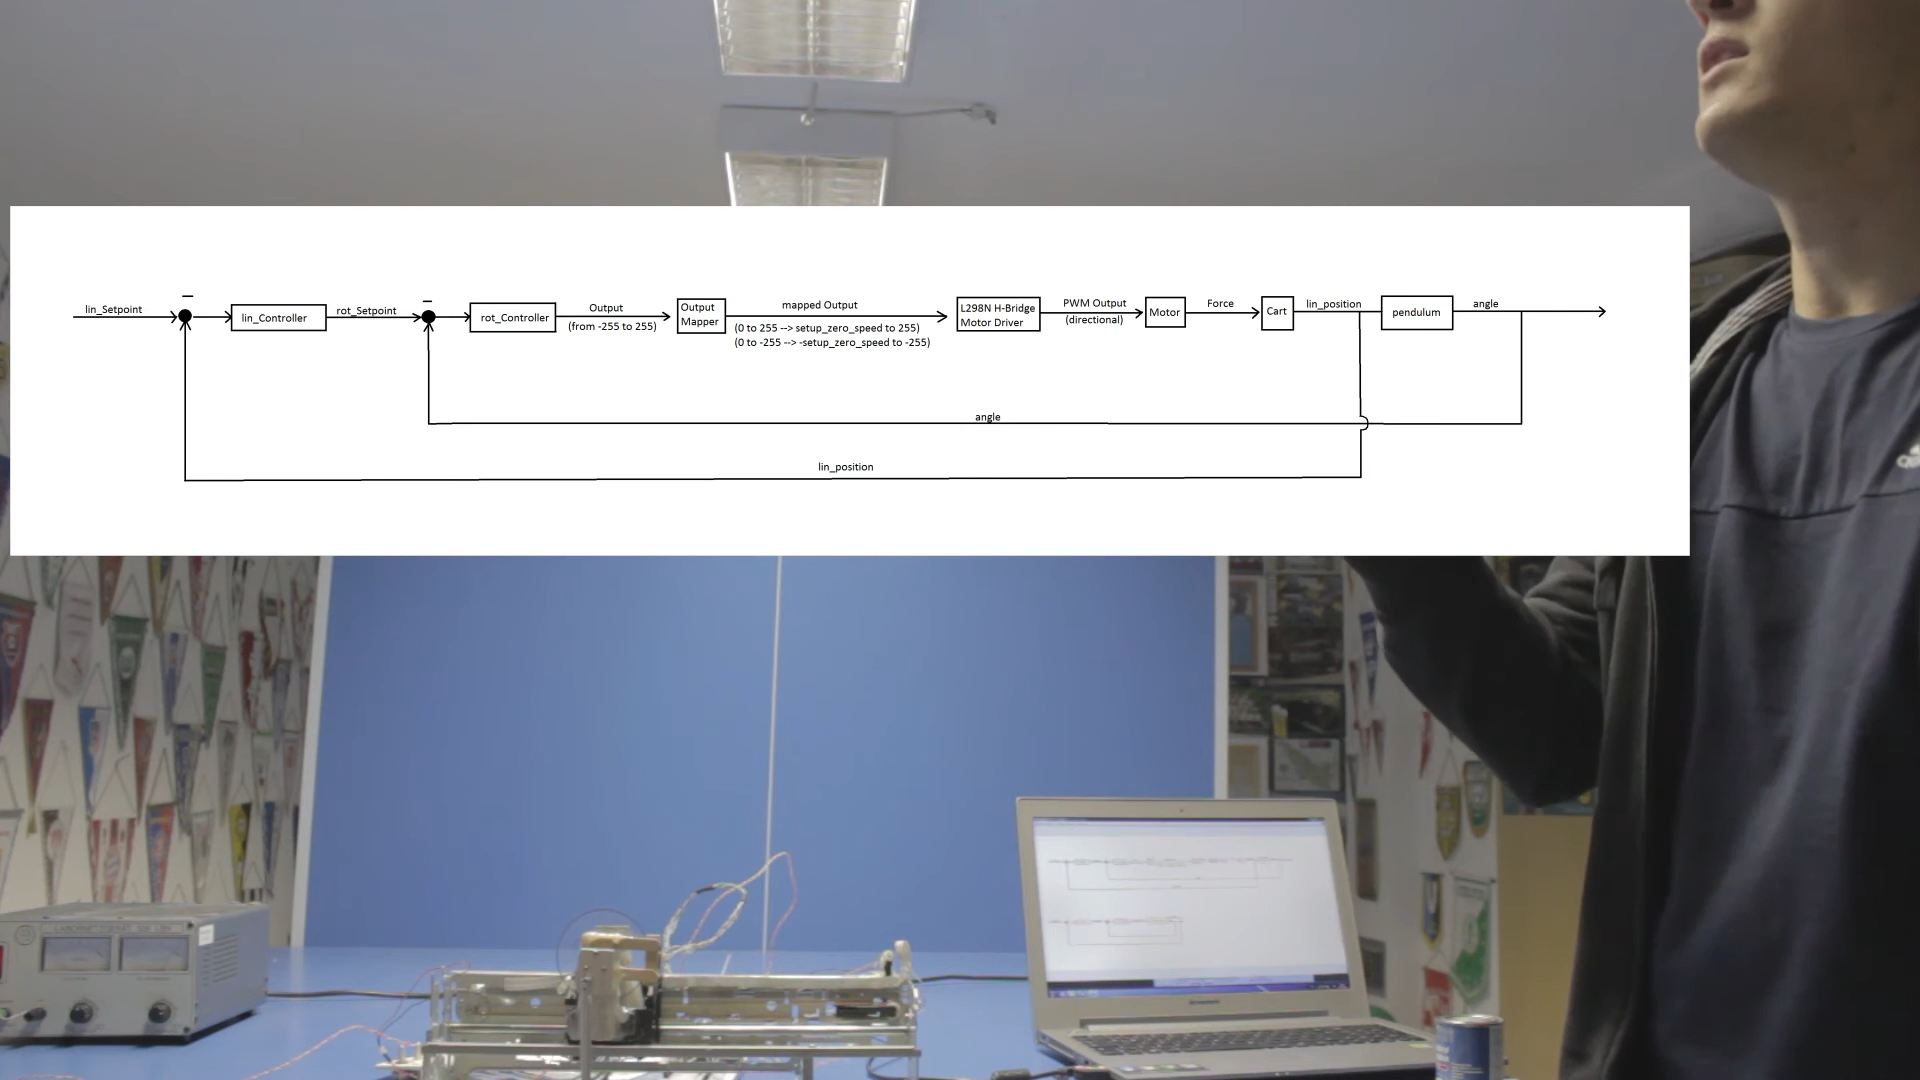 lin_Setpoint
lin_Controller
rot_Setpoint
rot_Controller
Output
(from -255 to 255)
Output
Mapper
mapped Output
(0 to 255 --> setup_zero_speed to 255)
(0 to -255 --> -setup_zero_speed to -255)
L298N H-Bridge
Motor Driver
PWM Output
(directional)
Motor
Force
Cart
lin_position
pendulum
angle
angle
lin_position